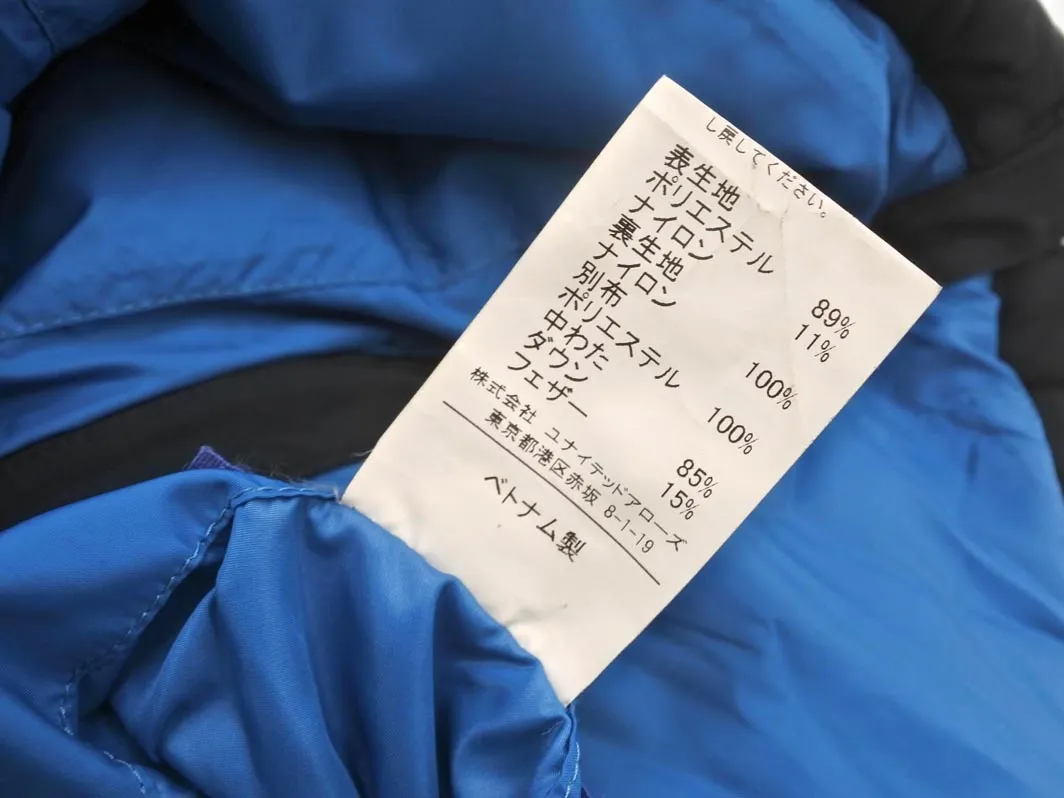 し戻してください。
表生地
ポリエステル 89%
ナイロン 11%
裏生地
ナイロン 100%
別布
ポリエステル 100%
中わた
ダウン 85%
フェザー 15%
株式会社 ユナイテッドアローズ
東京都港区赤坂 8-1-19
ベトナム製